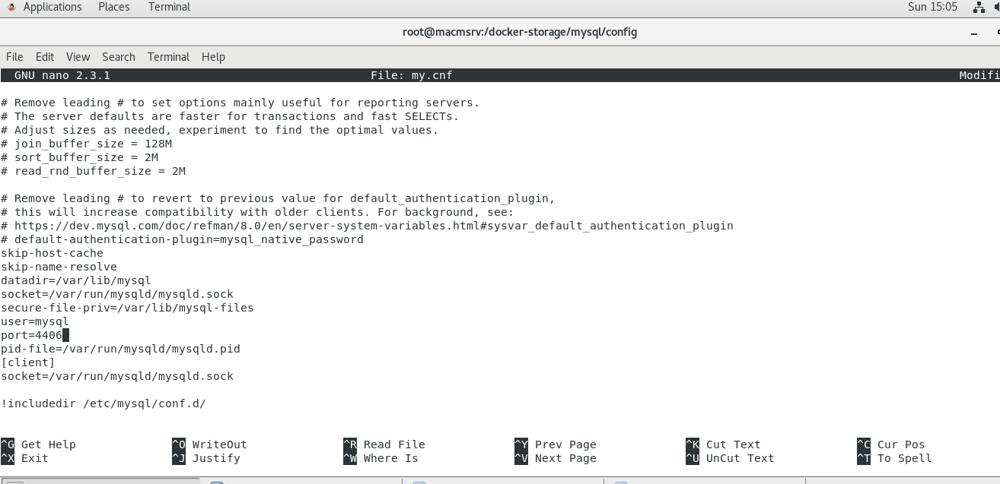 Applications Places Terminal Sun 15:05
root@macmsrv:/docker-storage/mysql/config
File Edit View Search Terminal Help
GNU nano 2.3.1 File: my.cnf Modifi
# Remove leading # to set options mainly useful for reporting servers.
# The server defaults are faster for transactions and fast SELECTs.
# Adjust sizes as needed, experiment to find the optimal values.
# join_buffer_size = 128M
# sort_buffer_size = 2M
# read_rnd_buffer_size = 2M
# Remove leading # to revert to previous value for default_authentication_plugin,
# this will increase compatibility with older clients. For background, see:
# https://dev.mysql.com/doc/refman/8.0/en/server-system-variables.html#sysvar_default_authentication_plugin
# default-authentication-plugin=mysql_native_password
skip-host-cache
skip-name-resolve
datadir=/var/lib/mysql
socket=/var/run/mysqld/mysqld.sock
secure-file-priv=/var/lib/mysql-files
user=mysql
port=4406
pid-file=/var/run/mysqld/mysqld.pid
[client]
socket=/var/run/mysqld/mysqld.sock
!includedir /etc/mysql/conf.d/
^G Get Help ^O WriteOut ^R Read File ^Y Prev Page ^K Cut Text ^C Cur Pos
^X Exit ^J Justify ^W Where Is ^V Next Page ^U UnCut Text ^T To Spell